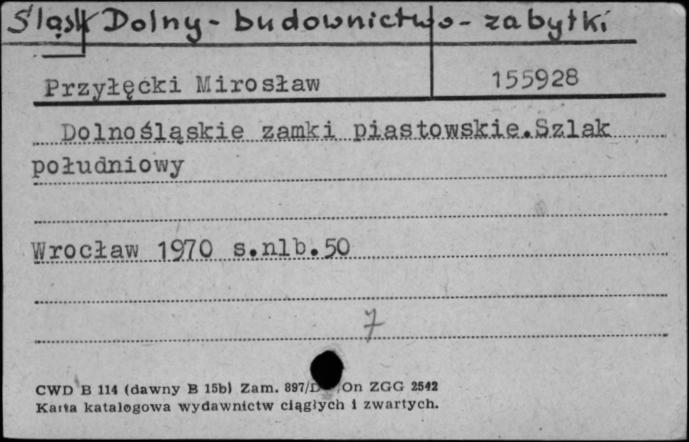 Śląsk Dolny - budownictwo - zabytki
Przyłęcki Mirosław 155928
Dolnośląskie zamki piastowskie.Szlak
południowy
Wrocław 1970 s.nlb.50
7
CWD B 114 (dawny B 15b) Zam. 897/D On ZGG 2542
Karta katalogowa wydawnictw ciągłych i zwartych.